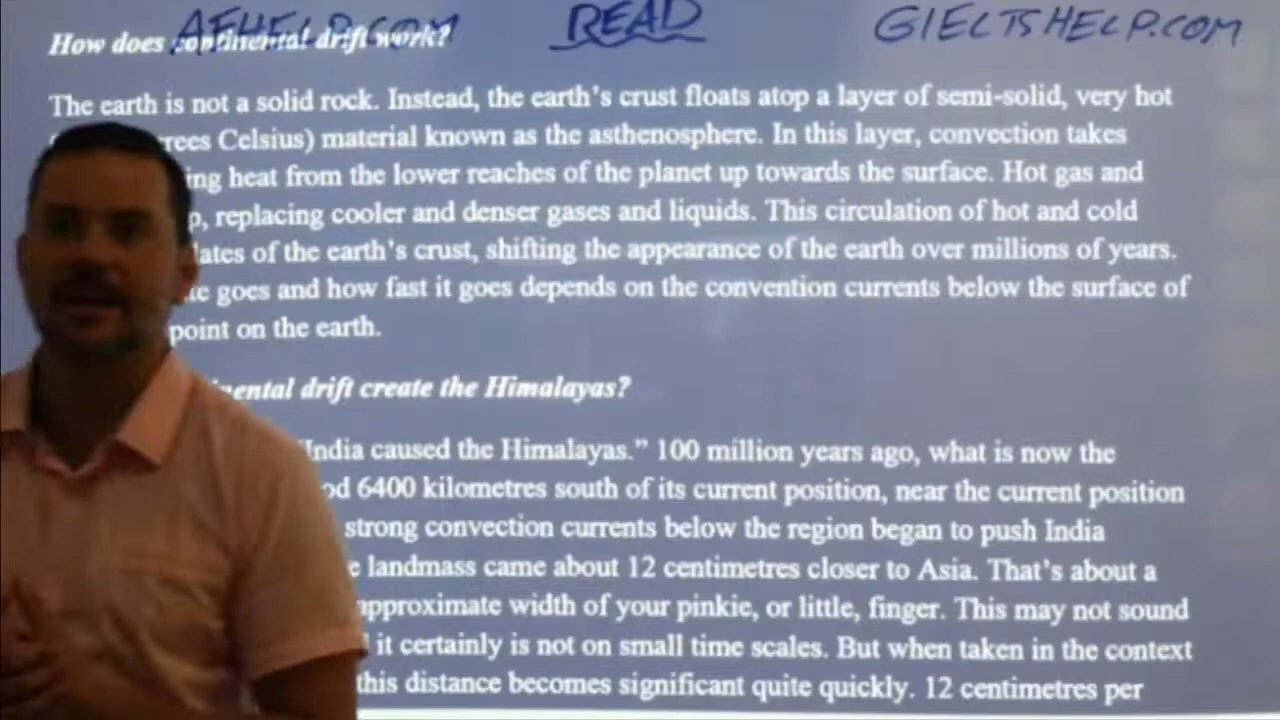 AEHELP.COM READ GIELTSHELP.COM
How does continental drift work?
The earth is not a solid rock. Instead, the earth's crust floats atop a layer of semi-solid, very hot
Celsius) material known as the asthenosphere. In this layer, convection takes
heat from the lower reaches of the planet up towards the surface. Hot gas and
replacing cooler and denser gases and liquids. This circulation of hot and cold
of the earth's crust, shifting the appearance of the earth over millions of years.
goes and how fast it goes depends on the convention currents below the surface of
point on the earth.
drift create the Himalayas?
"India caused the Himalayas." 100 million years ago, what is now the
6400 kilometres south of its current position, near the current position
strong convection currents below the region began to push India
landmass came about 12 centimetres closer to Asia. That's about a
approximate width of your pinkie, or little, finger. This may not sound
it certainly is not on small time scales. But when taken in the context
this distance becomes significant quite quickly. 12 centimetres per